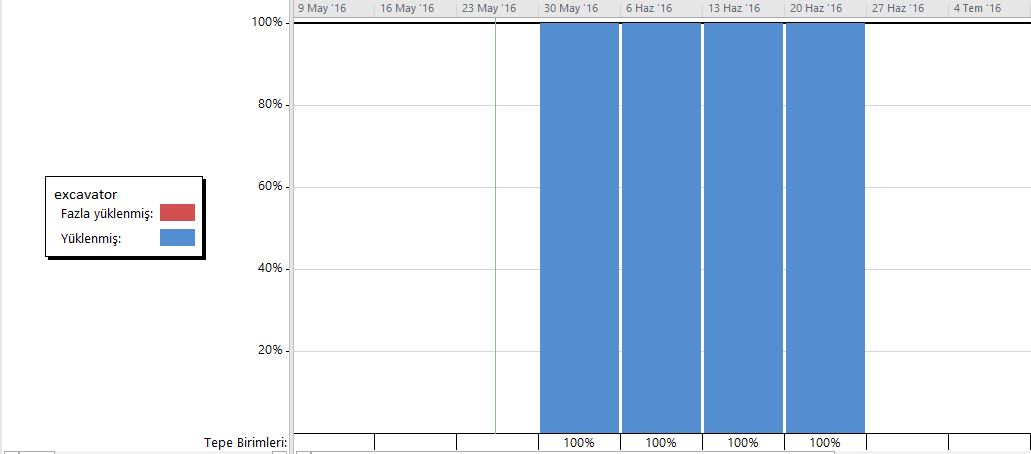 9 May '16 16 May '16 23 May '16 30 May '16 6 Haz '16 13 Haz '16 20 Haz '16 27 Haz '16 4 Tem '16
100%
80%
60%
excavator
Fazla yüklenmiş:
Yüklenmiş:
40%
20%
Tepe Birimleri: 100% 100% 100% 100%